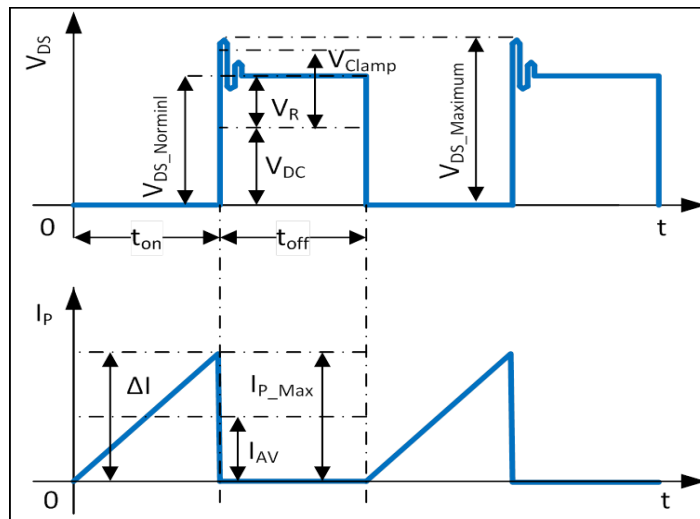 V_DS
V_Clamp
V_DS_Norminl
V_R
V_DC
V_DS_Maximum
0
t_on
t_off
t
I_P
ΔI
I_P_Max
I_AV
0
t